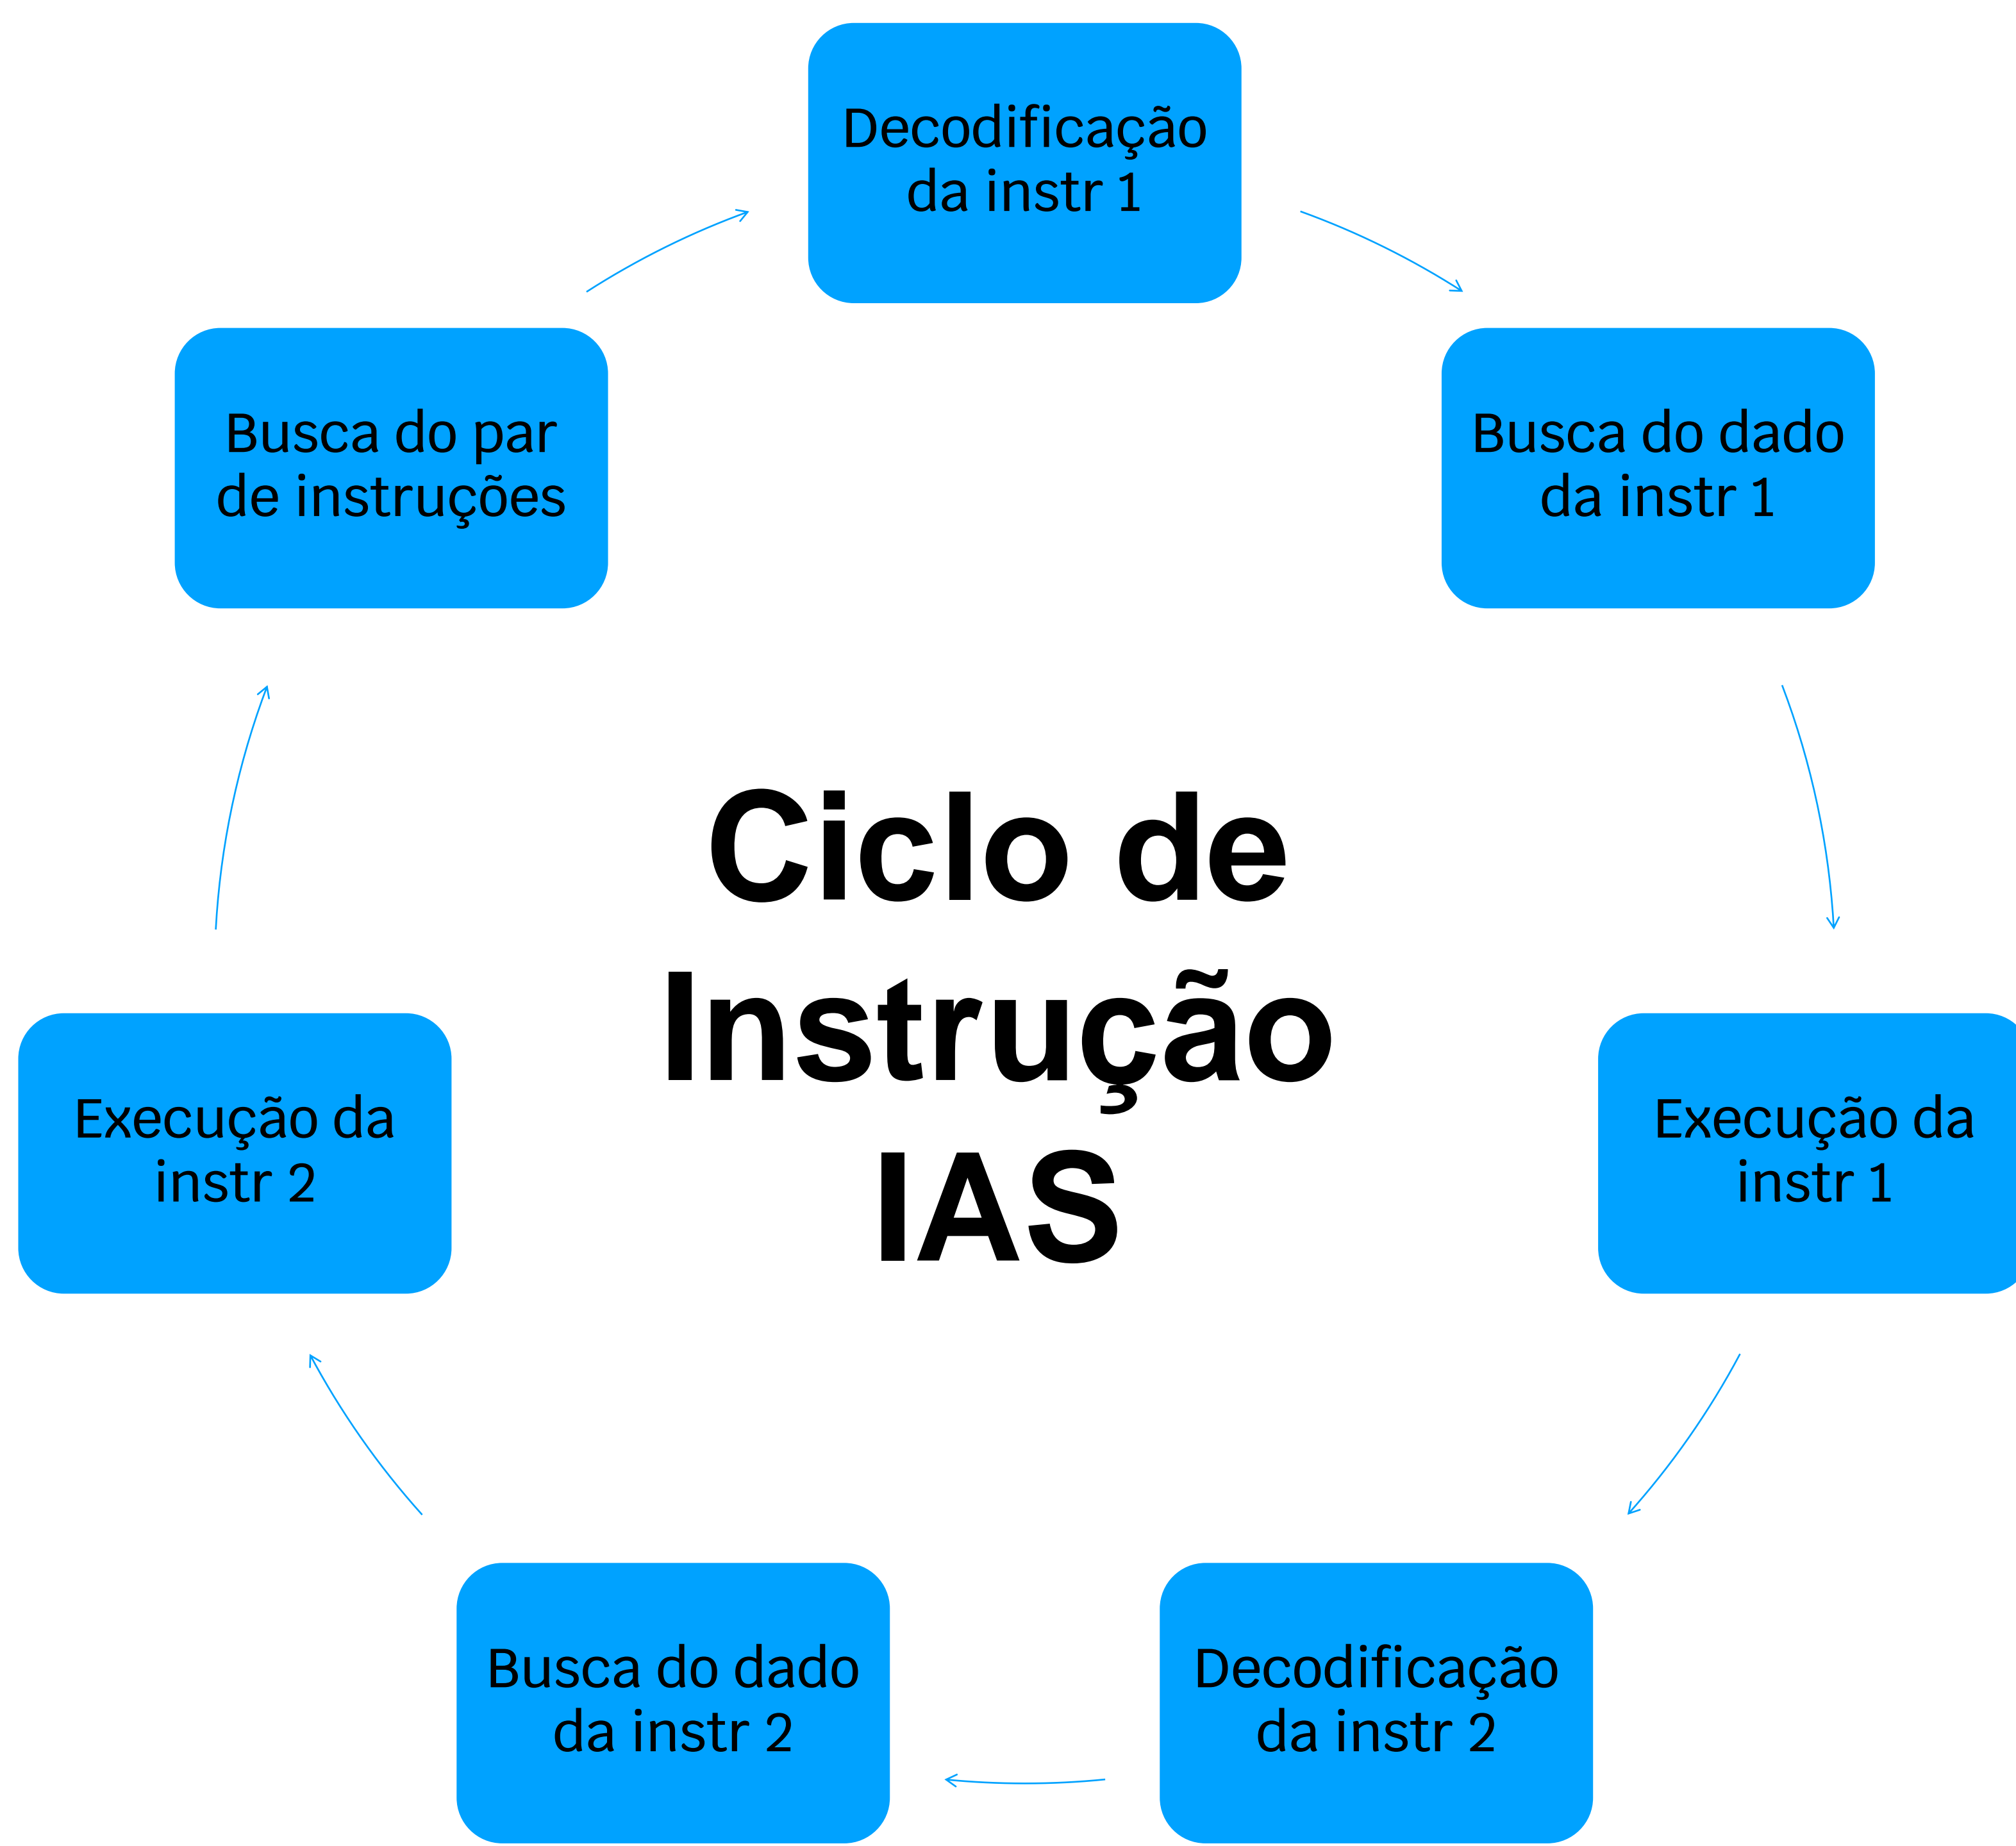 Decodificação
da instr 1
Busca do par
de instruções
Busca do dado
da instr 1
Ciclo de
Instrução
IAS
Execução da
instr 2
Execução da
instr 1
Busca do dado
da instr 2
Decodificação
da instr 2